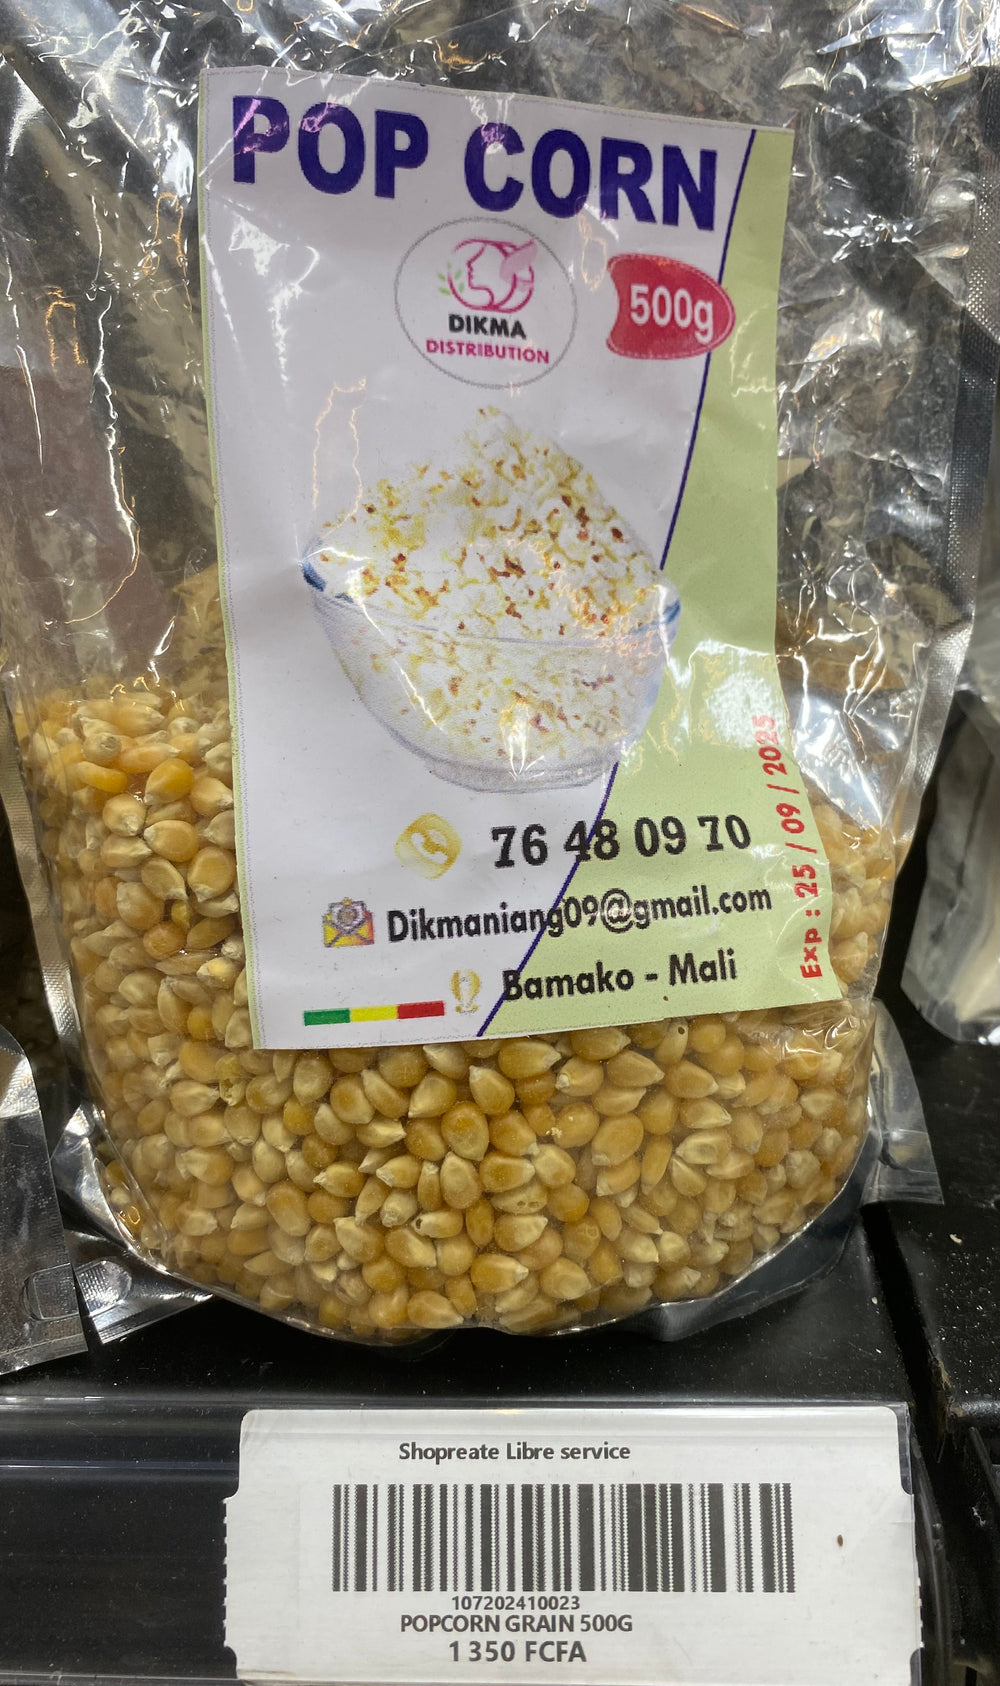 POP CORN
DIKMA
DISTRIBUTION
500g
76 48 09 70
Dikmaniang09@gmail.com
Bamako - Mali
Exp : 25 / 09 / 2025
Shopreate Libre service
107202410023
POPCORN GRAIN 500G
1 350 FCFA